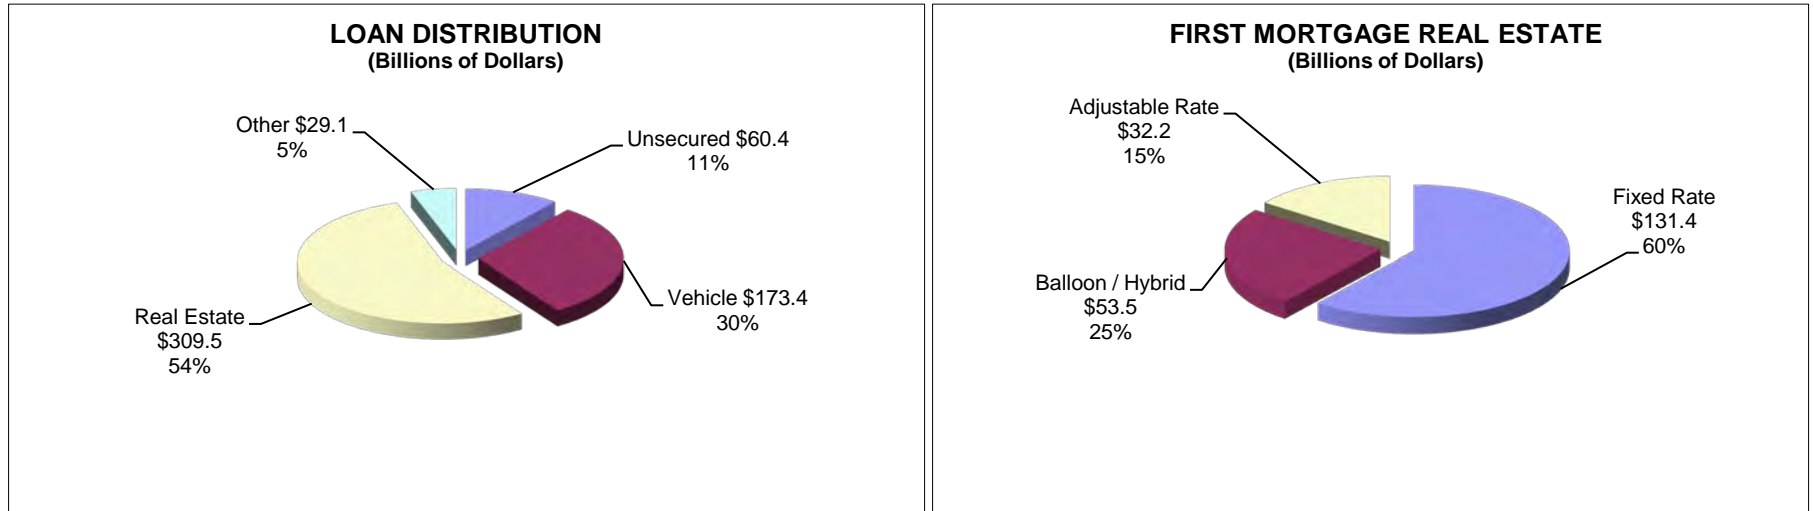 LOAN DISTRIBUTION
(Billions of Dollars)
Other $29.1
5%
Unsecured $60.4
11%
Vehicle $173.4
30%
Real Estate
$309.5
54%
FIRST MORTGAGE REAL ESTATE
(Billions of Dollars)
Adjustable Rate
$32.2
15%
Fixed Rate
$131.4
60%
Balloon / Hybrid
$53.5
25%